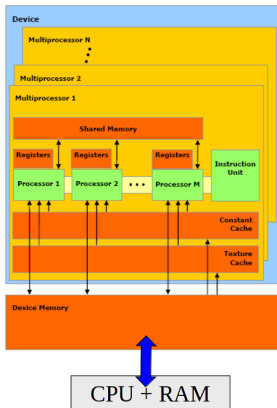 Device
Multiprocessor N
Multiprocessor 2
Multiprocessor 1
Shared Memory
Registers Registers Registers
Processor 1 Processor 2 ••• Processor M
Instruction
Unit
Constant
Cache
Texture
Cache
Device Memory
CPU + RAM